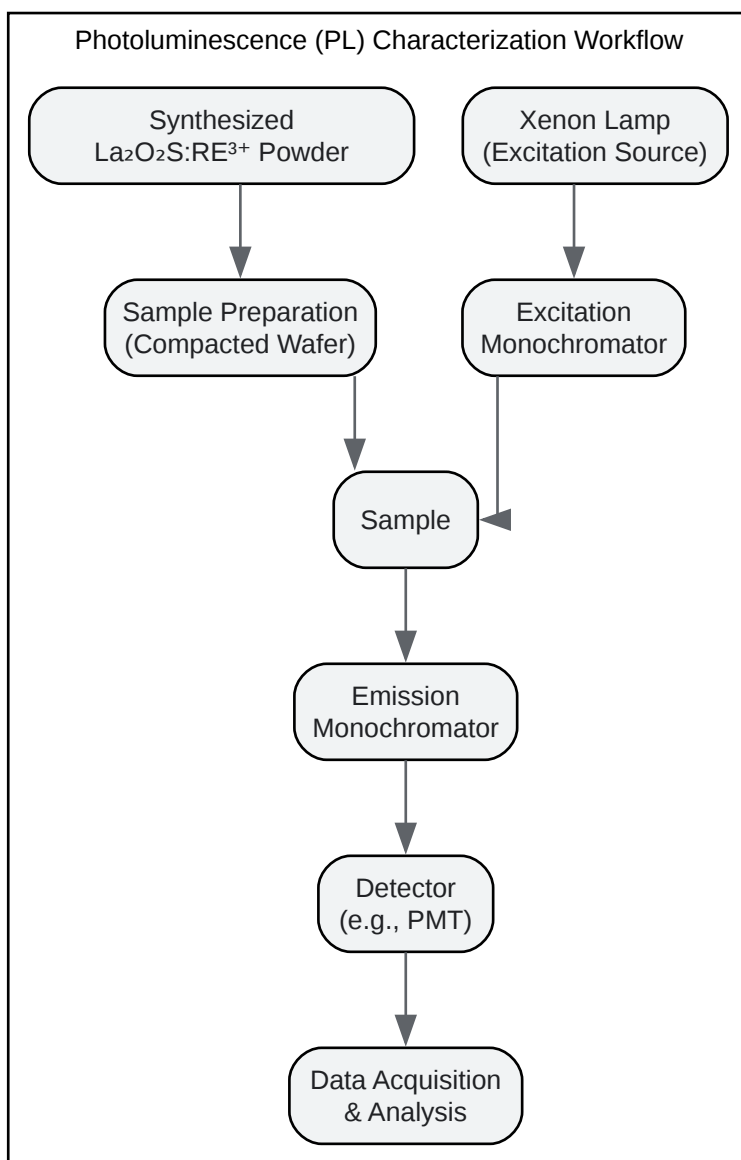 Photoluminescence (PL) Characterization Workflow
Synthesized
La₂O₂S:RE³⁺ Powder
Xenon Lamp
(Excitation Source)
Sample Preparation
(Compacted Wafer)
Excitation
Monochromator
Sample
Emission
Monochromator
Detector
(e.g., PMT)
Data Acquisition
& Analysis